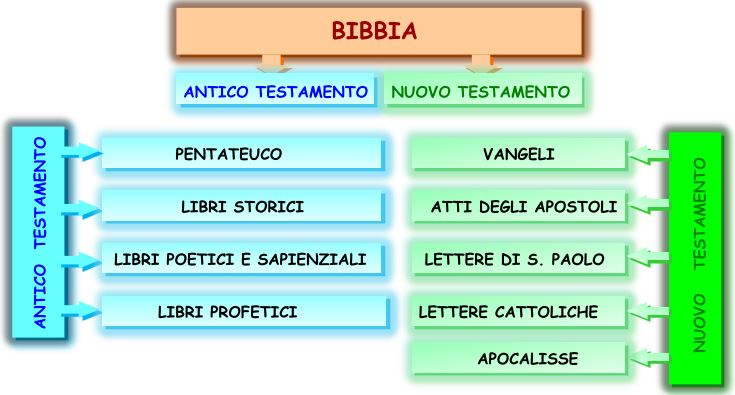 BIBBIA
ANTICO TESTAMENTO
NUOVO TESTAMENTO
ANTICO TESTAMENTO
PENTATEUCO
LIBRI STORICI
LIBRI POETICI E SAPIENZIALI
LIBRI PROFETICI
VANGELI
ATTI DEGLI APOSTOLI
LETTERE DI S. PAOLO
LETTERE CATTOLICHE
APOCALISSE
NUOVO TESTAMENTO